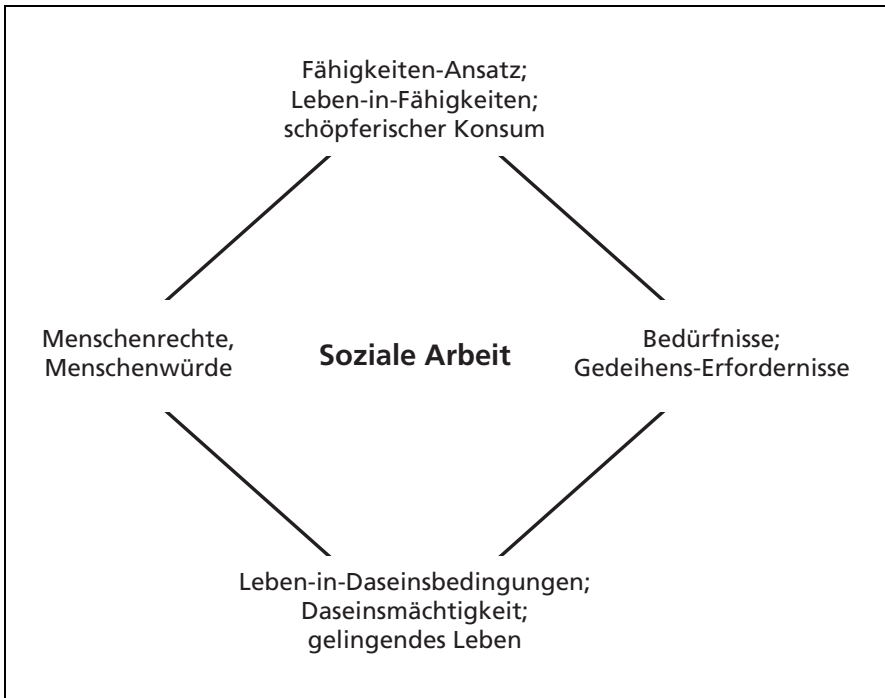 Fähigkeiten-Ansatz;
Leben-in-Fähigkeiten;
schöpferischer Konsum
Menschenrechte,
Menschenwürde
Soziale Arbeit
Bedürfnisse;
Gedeihens-Erfordernisse
Leben-in-Daseinsbedingungen;
Daseinsmächtigkeit;
gelingendes Leben